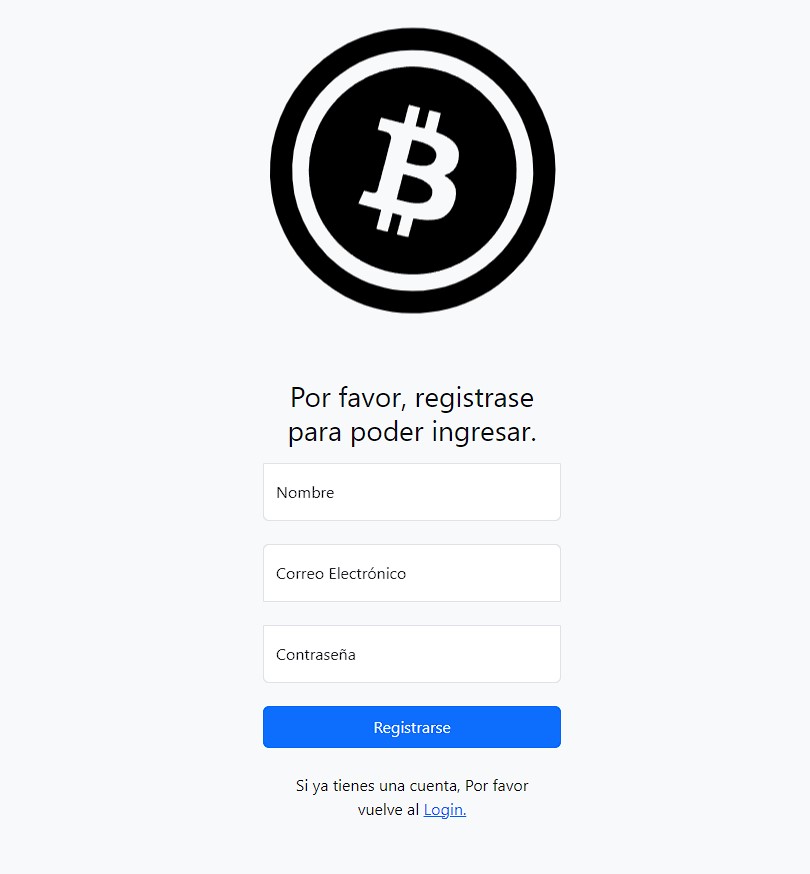 Por favor, registrase
para poder ingresar.
Nombre
Correo Electrónico
Contraseña
Registrarse
Si ya tienes una cuenta, Por favor
vuelve al Login.